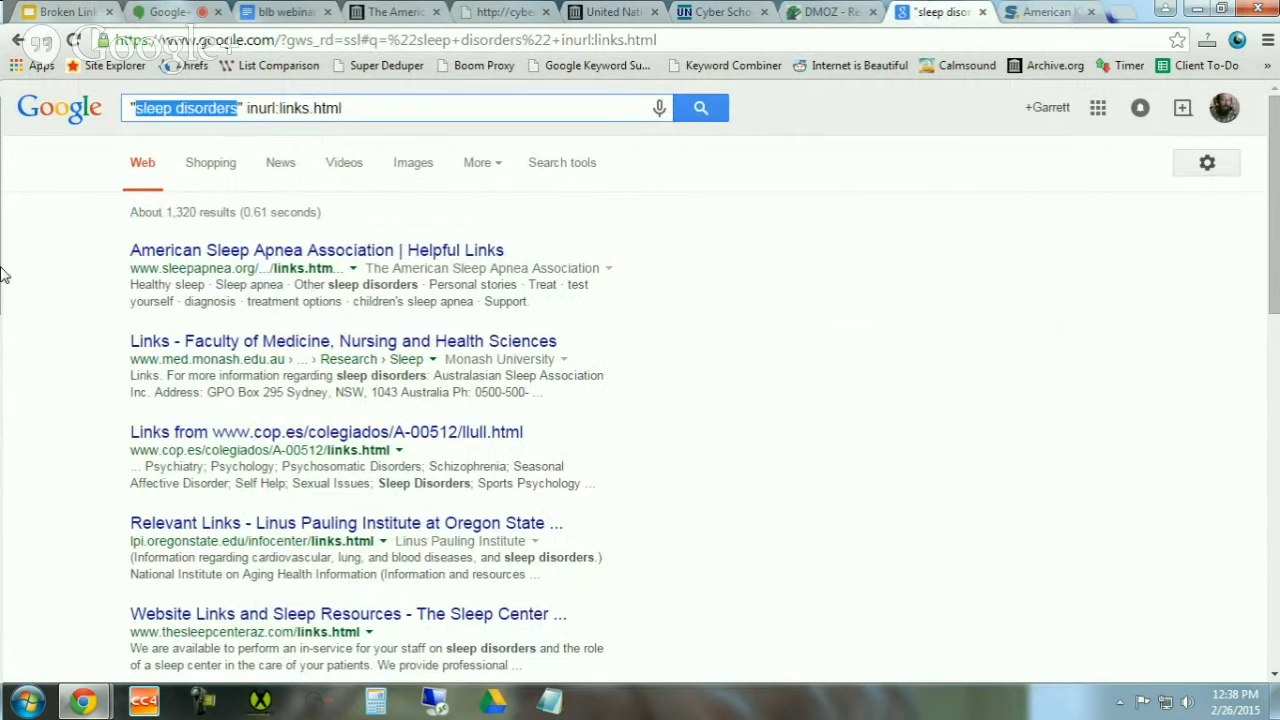 Broken Link
Google+
blb webinar
The Americ
http://cybe
United Nati
Cyber Scho
DMOZ - Re
"sleep disor
American
Google+
https://www.google.com/?gws_rd=ssl#q=%22sleep+disorders%22+inurl:links.html
Apps
Site Explorer
Ahrefs
List Comparison
Super Deduper
Boom Proxy
Google Keyword Su...
Keyword Combiner
Internet is Beautiful
Calmsound
Archive.org
Timer
Client To-Do
»
Google
"sleep disorders" inurl:links.html
+Garrett
Web
Shopping
News
Videos
Images
More
Search tools
About 1,320 results (0.61 seconds)
American Sleep Apnea Association | Helpful Links
www.sleepapnea.org/.../links.htm... The American Sleep Apnea Association
Healthy sleep · Sleep apnea · Other sleep disorders · Personal stories · Treat · test
yourself · diagnosis · treatment options · children's sleep apnea · Support.
Links - Faculty of Medicine, Nursing and Health Sciences
www.med.monash.edu.au › ... › Research › Sleep Monash University
Links. For more information regarding sleep disorders: Australasian Sleep Association
Inc. Address: GPO Box 295 Sydney, NSW, 1043 Australia Ph: 0500-500- ...
Links from www.cop.es/colegiados/A-00512/llull.html
www.cop.es/colegiados/A-00512/links.html
... Psychiatry; Psychology; Psychosomatic Disorders; Schizophrenia; Seasonal
Affective Disorder; Self Help; Sexual Issues; Sleep Disorders; Sports Psychology ...
Relevant Links - Linus Pauling Institute at Oregon State ...
lpi.oregonstate.edu/infocenter/links.html Linus Pauling Institute
(Information regarding cardiovascular, lung, and blood diseases, and sleep disorders.)
National Institute on Aging Health Information (Information and resources ...
Website Links and Sleep Resources - The Sleep Center ...
www.thesleepcenteraz.com/links.html
We are available to perform an in-service for your staff on sleep disorders and the role
of a sleep center in the care of your patients. We provide professional ...
CC4
12:38 PM
2/26/2015